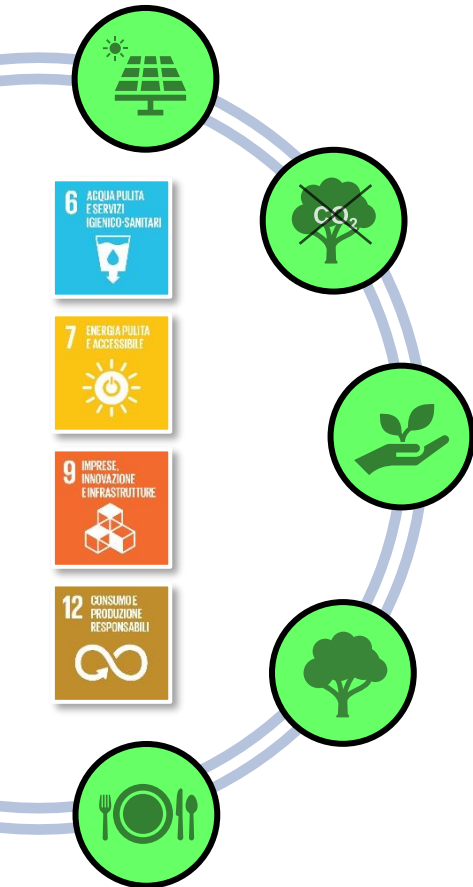 CO2
6 ACQUA PULITA
E SERVIZI
IGIENICO-SANITARI
7 ENERGIA PULITA
E ACCESSIBILE
9 IMPRESE,
INNOVAZIONE
E INFRASTRUTTURE
12 CONSUMO E
PRODUZIONE
RESPONSABILI